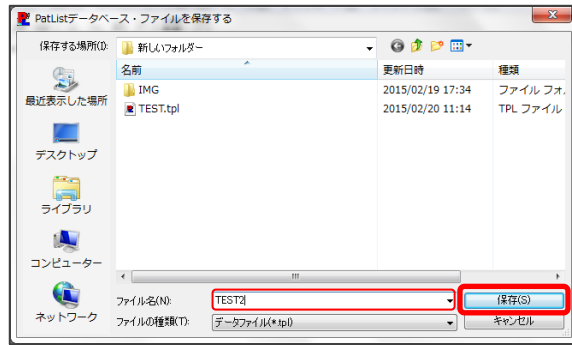 PatListデータベース・ファイルを保存する
保存する場所(I):
新しいフォルダー
名前
更新日時
種類
IMG
2015/02/19 17:34
ファイル フォ.
TEST.tpl
2015/02/20 11:14
TPL ファイル
最近表示した場所
デスクトップ
ライブラリ
コンピューター
ネットワーク
ファイル名(N):
TEST2
保存(S)
ファイルの種類(T):
データファイル(*.tpl)
キャンセル